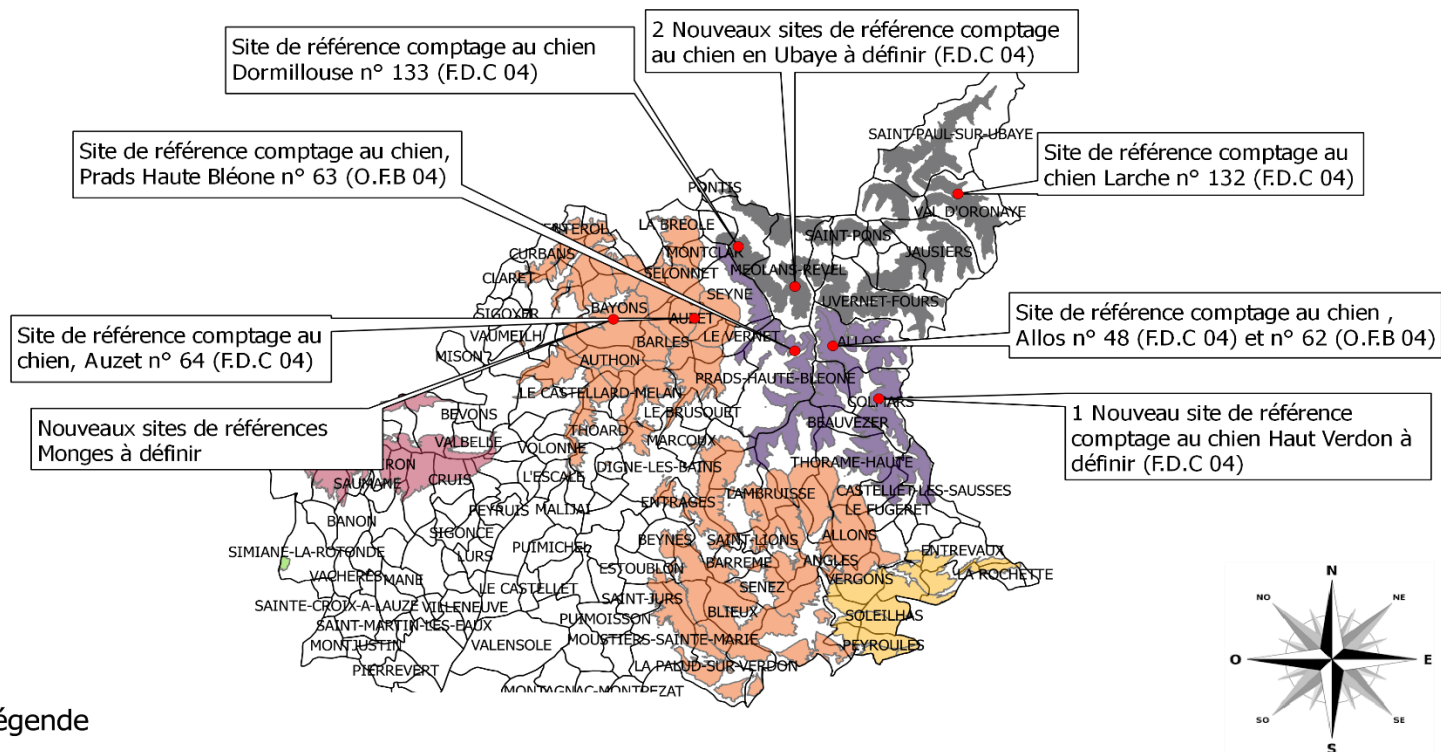 2 Nouveaux sites de référence comptage
au chien en Ubaye à définir (F.D.C 04)
Site de référence comptage au chien
Dormillouse n° 133 (F.D.C 04)
Site de référence comptage au chien,
Prads Haute Bléone n° 63 (O.F.B 04)
Site de référence comptage au
chien Larche n° 132 (F.D.C 04)
Site de référence comptage au
chien, Auzet n° 64 (F.D.C 04)
Site de référence comptage au chien ,
Allos n° 48 (F.D.C 04) et n° 62 (O.F.B 04)
Nouveaux sites de références
Monges à définir
1 Nouveau site de référence
comptage au chien Haut Verdon à
définir (F.D.C 04)
SAINT-PAUL-SUR-UBAYE
PONTIS
VAL D'ORONAYE
LA BREOLE
SAINT-PONS
CURBANS
MONTCLAR
JAUSIERS
MEOLANS-REVEL
CLARET
SELONNET
SEYNE
UVERNET-FOURS
SIGOYER
BAYONS
AUZET
VAUMEILH
BARLES
LE VERNET
ALLOS
MISON
AUTHON
PRADS-HAUTE-BLEONE
LE CASTELLARD-MELAN
COLMARS
BEVONS
LE BRUSQUET
BEAUVEZER
THOARD
VALBELLE
VOLONNE
MARCOUX
IRON
THORAME-HAUTE
DIGNE-LES-BAINS
SAUMANE
CRUIS
L'ESCALE
LAMBRUISSE
CASTELLET-LES-SAUSSES
ENTRAGES
LE FUGERET
BANON
PEYRUIS
MALIJAI
SIGONCE
BEYNES
SAINT-LIONS
ALLONS
SIMIANE-LA-ROTONDE
LURS
PUIMICHEL
ENTREVAUX
BARREME
ANGLES
ESTOUBLON
LA ROCHETTE
VACHERES
MANE
LE CASTELLET
SENEZ
VERGONS
SAINTE-CROIX-A-LAUZE
VILLENEUVE
SAINT-JURS
BLIEUX
SOLEILHAS
SAINT-MARTIN-LES-EAUX
PUIMOISSON
MONTJUSTIN
VALENSOLE
MOUSTIERS-SAINTE-MARIE
PEYROULES
PIERREVERT
LA PALUD-SUR-VERDON
MONTAGNAC-MONTPEZAT
égende
N
NO
NE
O
E
SO
SE
S